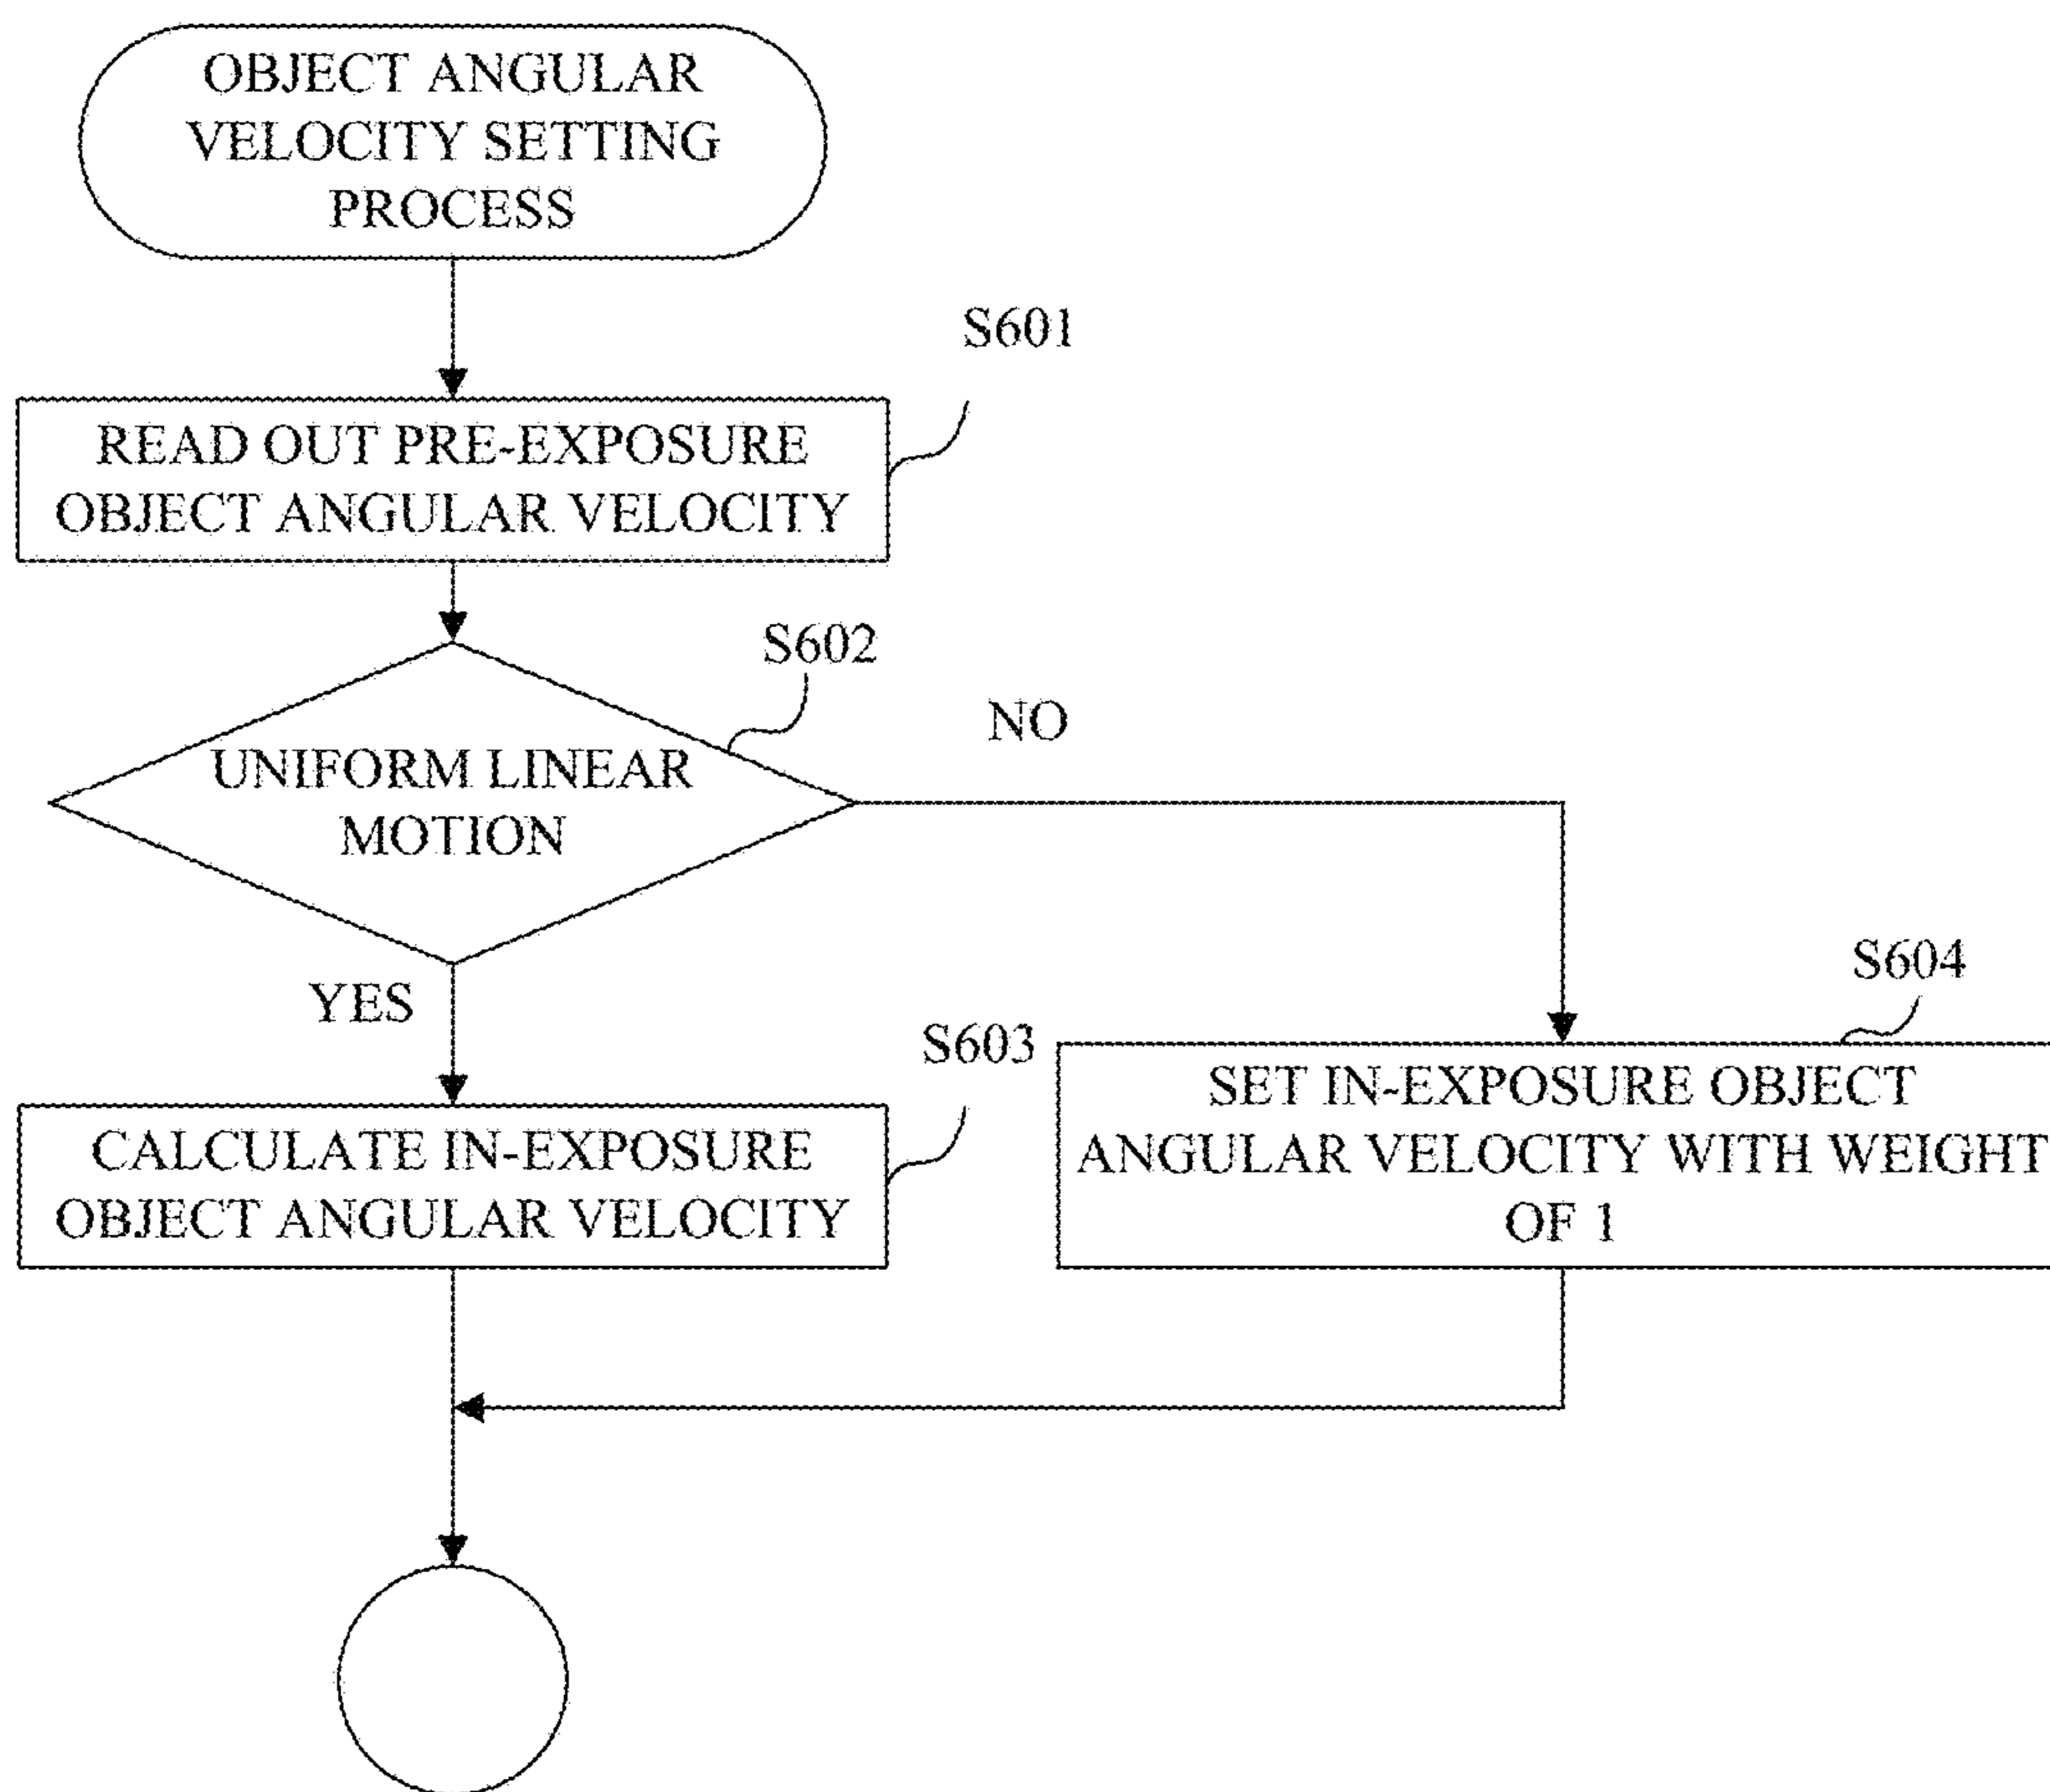 OBJECT ANGULAR
VELOCITY SETTING
PROCESS
S601
READ OUT PRE-EXPOSURE
OBJECT ANGULAR VELOCITY
S602
NO
UNIFORM LINEAR
MOTION
YES
S603
CALCULATE IN-EXPOSURE
OBJECT ANGULAR VELOCITY
S604
SET IN-EXPOSURE OBJECT
ANGULAR VELOCITY WITH WEIGHT
OF 1